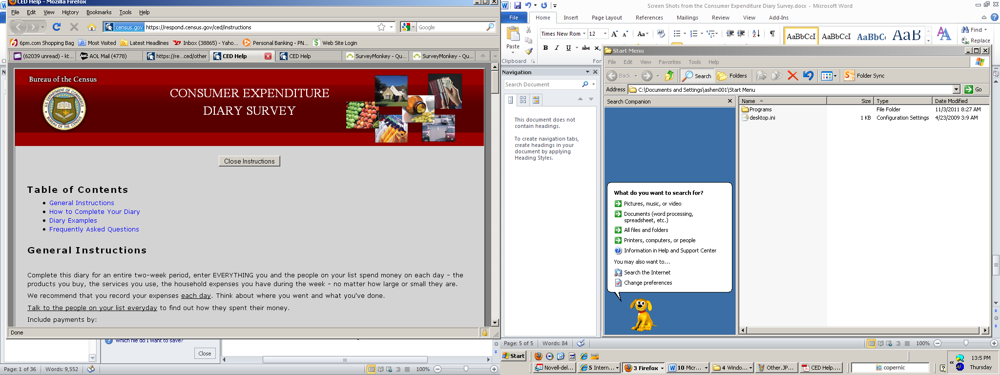 CED Help - Mozilla Firefox
File Edit View History Bookmarks Tools Help
census.gov https://respond.census.gov/ced/instructions
Google
6pm.com Shopping Bag Most Visited Latest Headlines Inbox (38865) - Yaho... Personal Banking - PN... Web Site Login
(62039 unread) - kt... AOL Mail (4778) https://re...ced/other CED Help CED Help SurveyMonkey - Qu... SurveyMonkey - Qu...
Bureau of the Census
U.S. DEPARTMENT OF COMMERCE
BUREAU OF THE CENSUS
CONSUMER EXPENDITURE
DIARY SURVEY
Close Instructions
Table of Contents
General Instructions
How to Complete Your Diary
Diary Examples
Frequently Asked Questions
General Instructions
Complete this diary for an entire two-week period, enter EVERYTHING you and the people on your list spend money on each day - the
products you buy, the services you use, the household expenses you have during the week - no matter how large or small they are.
We recommend that you record your expenses each day. Think about where you went and what you've done.
Talk to the people on your list everyday to find out how they spent their money.
Include payments by:
Done
Which file do I want to save?
Close
Page: 1 of 36 Words: 9,552 100%
Screen Shots from the Consumer Expenditure Diary Survey.docx - Microsoft Word
File Home Insert Page Layout References Mailings Review View Add-Ins
Paste
Times New Rom 12
AaBbCcI AaBbCcI AaBbCc AaB
Find
Replace
Clipboard
For
Navigation
Search Document
This document does not
contain headings.
To create navigation tabs,
create headings in your
document by applying
Heading Styles.
Start Menu
File Edit View Favorites Tools Help
Back Search Folders Folder Sync
Address C:\Documents and Settings\ashen001\Start Menu Go
Search Companion
Name Size Type Date Modified
Programs File Folder 11/3/2011 8:27 AM
desktop.ini 1 KB Configuration Settings 4/23/2009 3:9 AM
What do you want to search for?
Pictures, music, or video
Documents (word processing,
spreadsheet, etc.)
All files and folders
Printers, computers, or people
Information in Help and Support Center
You may also want to...
Search the Internet
Change preferences
Page: 5 of 5 Words: 84 100%
Start
Novell-del... 5 Intern... 3 Firefox 10 Micr... 4 Windo... Other.JP... CED Help.... copernic
13:5 PM
Thursday